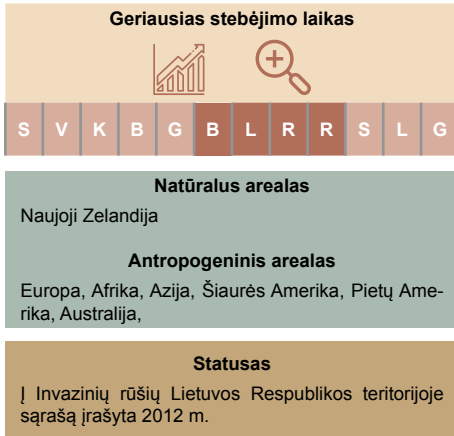 Geriausias stebėjimo laikas
S V K B G B L R R S L G
Natūralus arealas
Naujoji Zelandija
Antropogeninis arealas
Europa, Afrika, Azija, Šiaurės Amerika, Pietų Ame-
rika, Australija,
Statusas
Į Invazinių rūšių Lietuvos Respublikos teritorijoje
sąrašą įrašyta 2012 m.